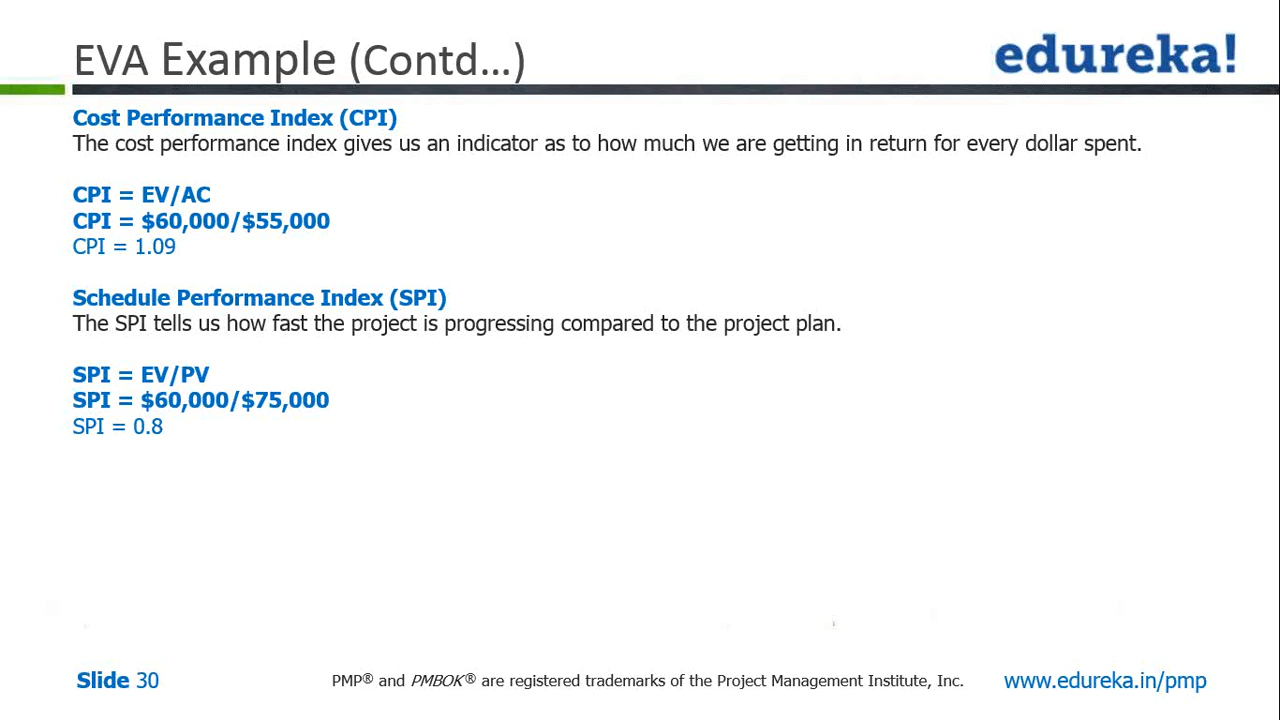 EVA Example (Contd...)
edureka!
Cost Performance Index (CPI)
The cost performance index gives us an indicator as to how much we are getting in return for every dollar spent.
CPI = EV/AC
CPI = $60,000/$55,000
CPI = 1.09
Schedule Performance Index (SPI)
The SPI tells us how fast the project is progressing compared to the project plan.
SPI = EV/PV
SPI = $60,000/$75,000
SPI = 0.8
Slide 30
PMP® and PMBOK® are registered trademarks of the Project Management Institute, Inc.
www.edureka.in/pmp